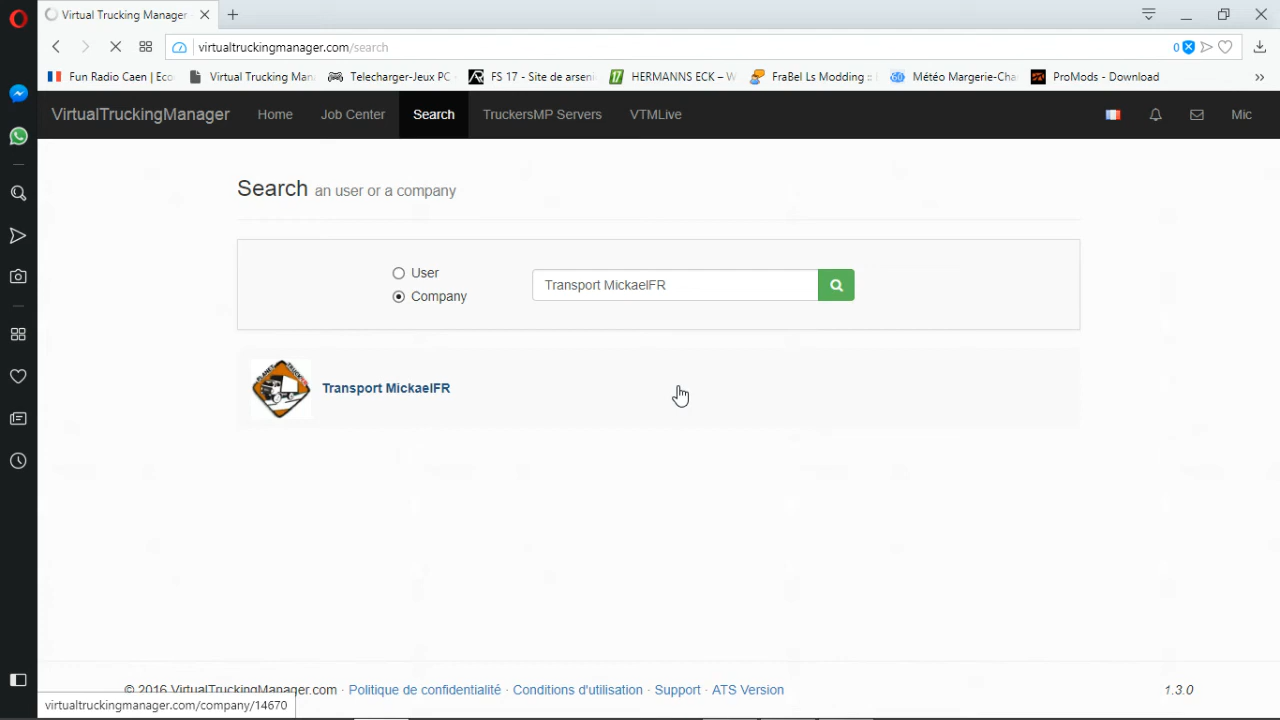 Virtual Trucking Manager
virtualtruckingmanager.com/search
0
Fun Radio Caen | Eco
Virtual Trucking Man
Telecharger-Jeux PC
FS 17 - Site de arseni
HERMANNS ECK – W
FraBel Ls Modding ::
Météo Margerie-Cha
ProMods - Download
VirtualTruckingManager
Home
Job Center
Search
TruckersMP Servers
VTMLive
Mic
Search an user or a company
User
Company
Transport MickaelFR
Transport MickaelFR
© 2016 VirtualTruckingManager.com
Politique de confidentialité
Conditions d'utilisation
Support
ATS Version
1.3.0
virtualtruckingmanager.com/company/14670